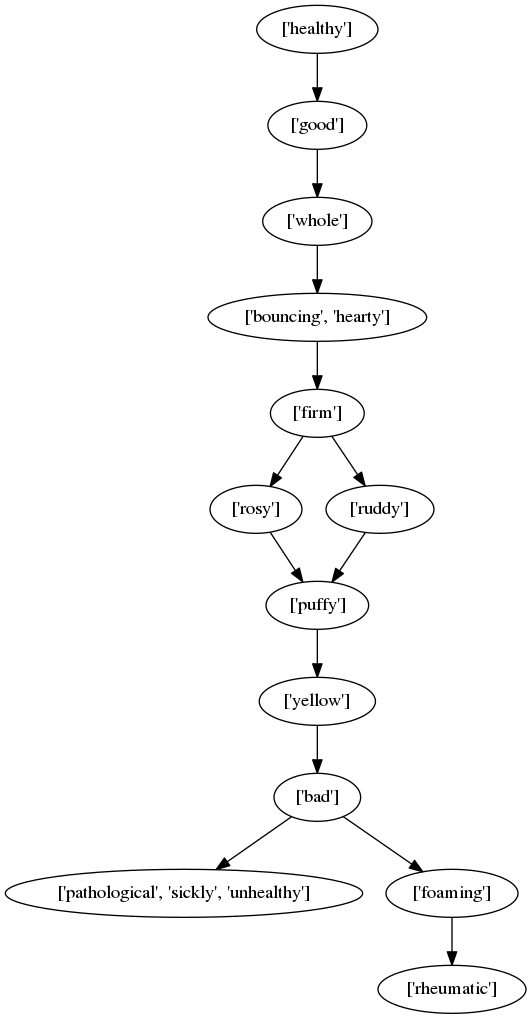 ['healthy']
['good']
['whole']
['bouncing', 'hearty']
['firm']
['rosy']
['ruddy']
['puffy']
['yellow']
['bad']
['pathological', 'sickly', 'unhealthy']
['foaming']
['rheumatic']